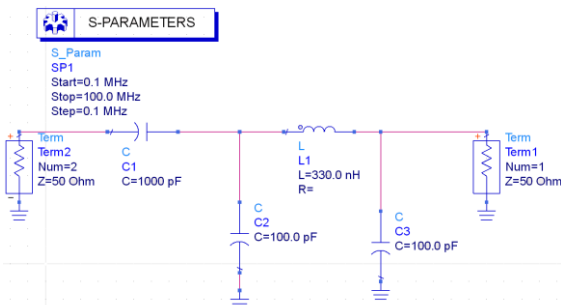 S-PARAMETERS
S_Param
SP1
Start=0.1 MHz
Stop=100.0 MHz
Step=0.1 MHz
+
Term
Term2
Num=2
Z=50 Ohm
-
C
C1
C=1000 pF
L
L1
L=330.0 nH
R=
+
Term
Term1
Num=1
Z=50 Ohm
-
C
C2
C=100.0 pF
C
C3
C=100.0 pF